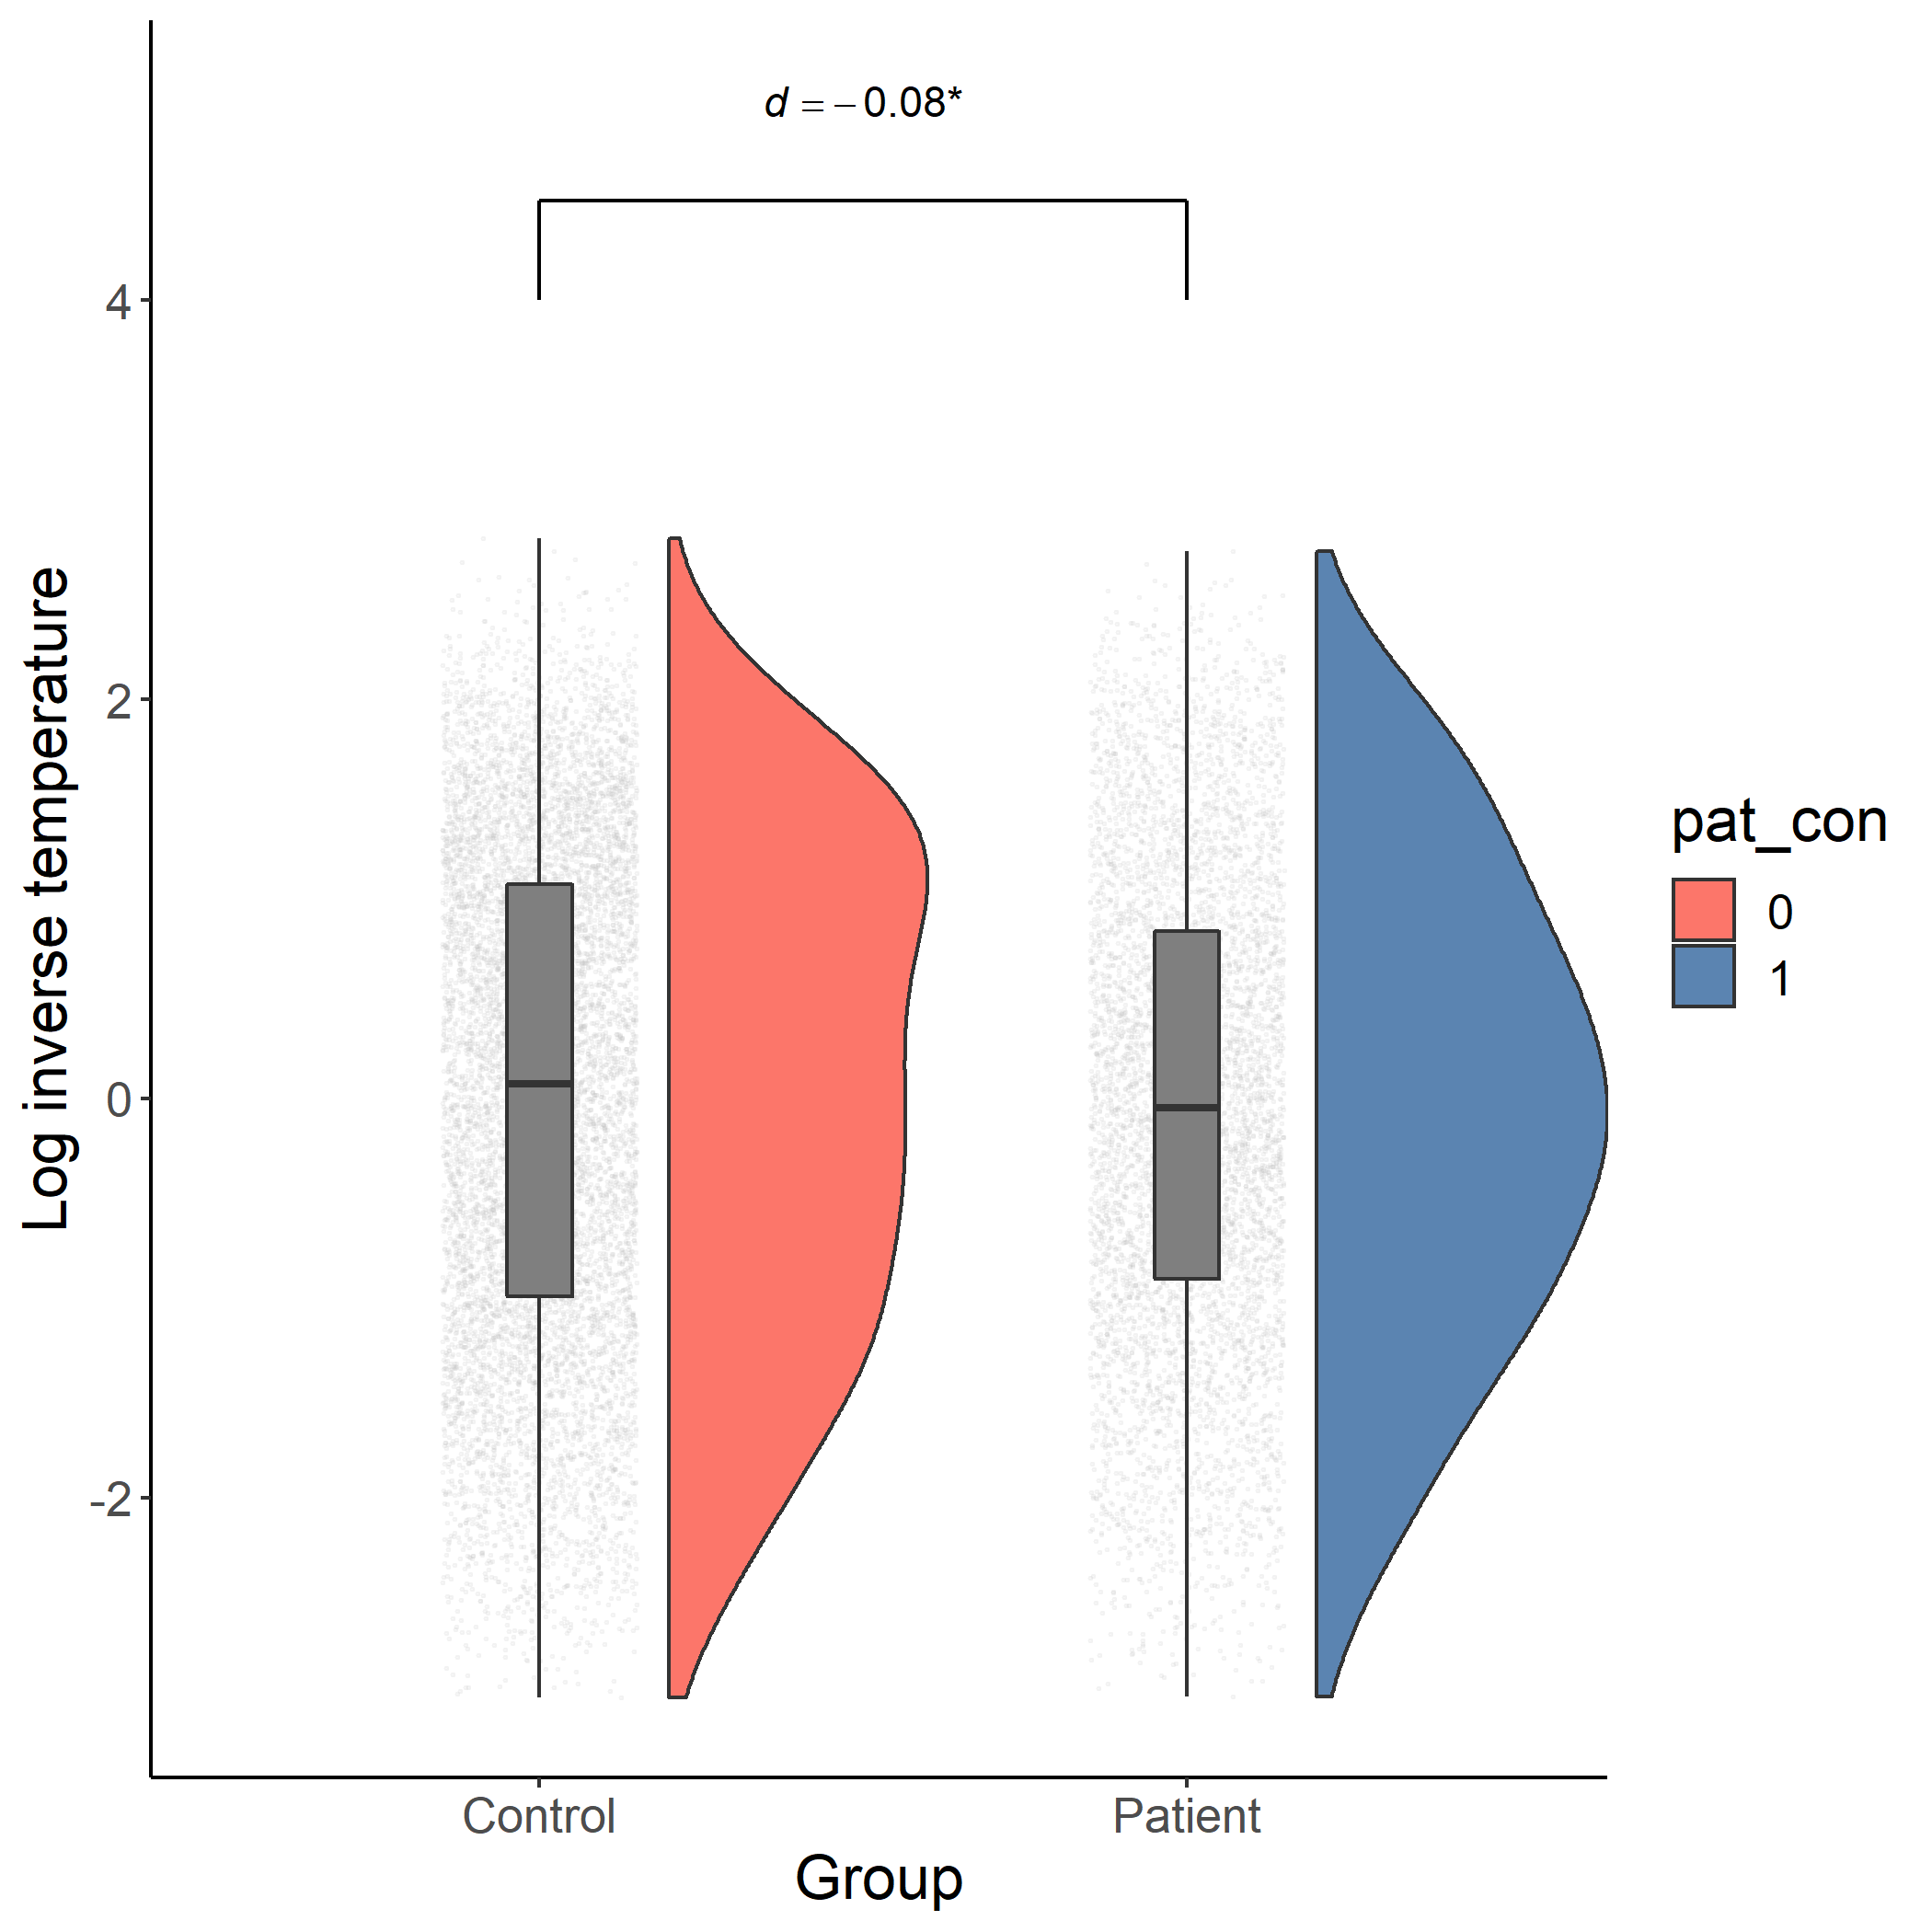 d = −0.08*
Log inverse temperature
4
2
0
-2
Control
Patient
Group
pat_con
0
1